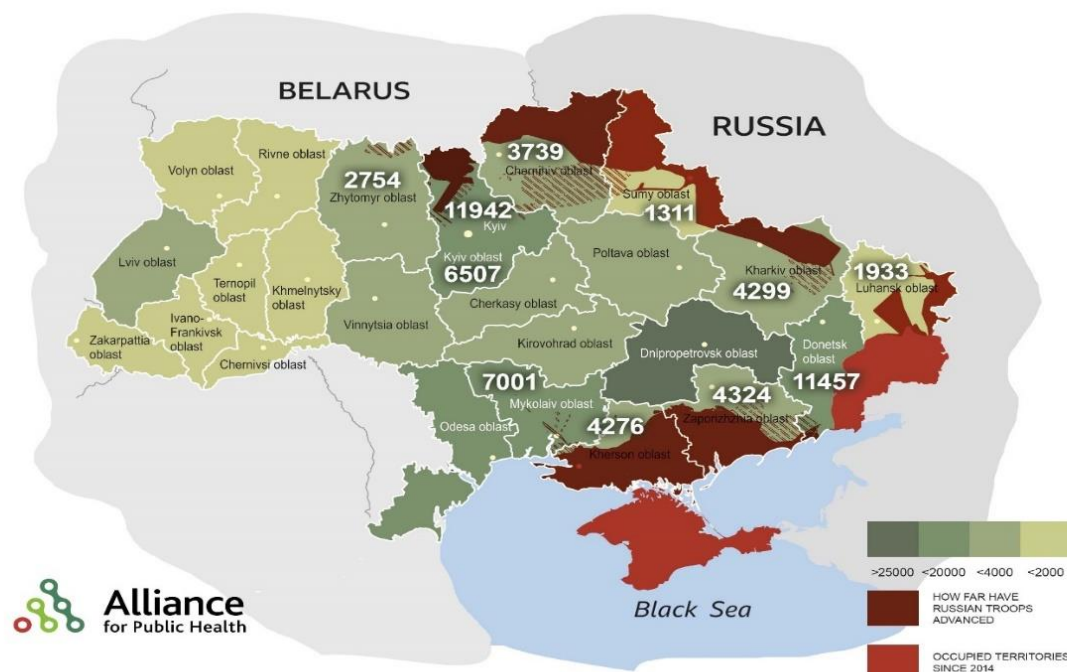 BELARUS
RUSSIA
Volyn oblast
Rivne oblast
2754
Zhytomyr oblast
3739
Chernihiv oblast
Sumy oblast
1311
11942
Kyiv
Kyiv oblast
6507
Lviv oblast
Ternopil
oblast
Khmelnytsky
oblast
Poltava oblast
Kharkiv oblast
4299
1933
Luhansk oblast
Zakarpattia
oblast
Ivano-
Frankivsk
oblast
Chernivsi oblast
Vinnytsia oblast
Cherkasy oblast
Kirovohrad oblast
Dnipropetrovsk oblast
Donetsk
oblast
11457
7001
Mykolaiv oblast
Odesa oblast
4276
Kherson oblast
4324
Zaporizhzhia oblast
Black Sea
Alliance
for Public Health
>25000 <20000 <4000 <2000
HOW FAR HAVE
RUSSIAN TROOPS
ADVANCED
OCCUPIED TERRITORIES
SINCE 2014